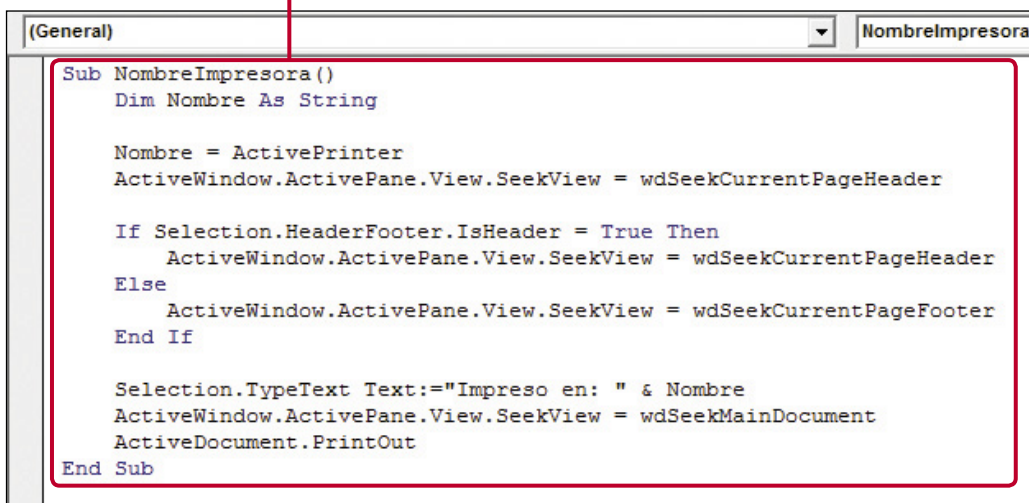 (General)
NombreImpresora
Sub NombreImpresora()
Dim Nombre As String
Nombre = ActivePrinter
ActiveWindow.ActivePane.View.SeekView = wdSeekCurrentPageHeader
If Selection.HeaderFooter.IsHeader = True Then
ActiveWindow.ActivePane.View.SeekView = wdSeekCurrentPageHeader
Else
ActiveWindow.ActivePane.View.SeekView = wdSeekCurrentPageFooter
End If
Selection.TypeText Text:="Impreso en: " & Nombre
ActiveWindow.ActivePane.View.SeekView = wdSeekMainDocument
ActiveDocument.PrintOut
End Sub